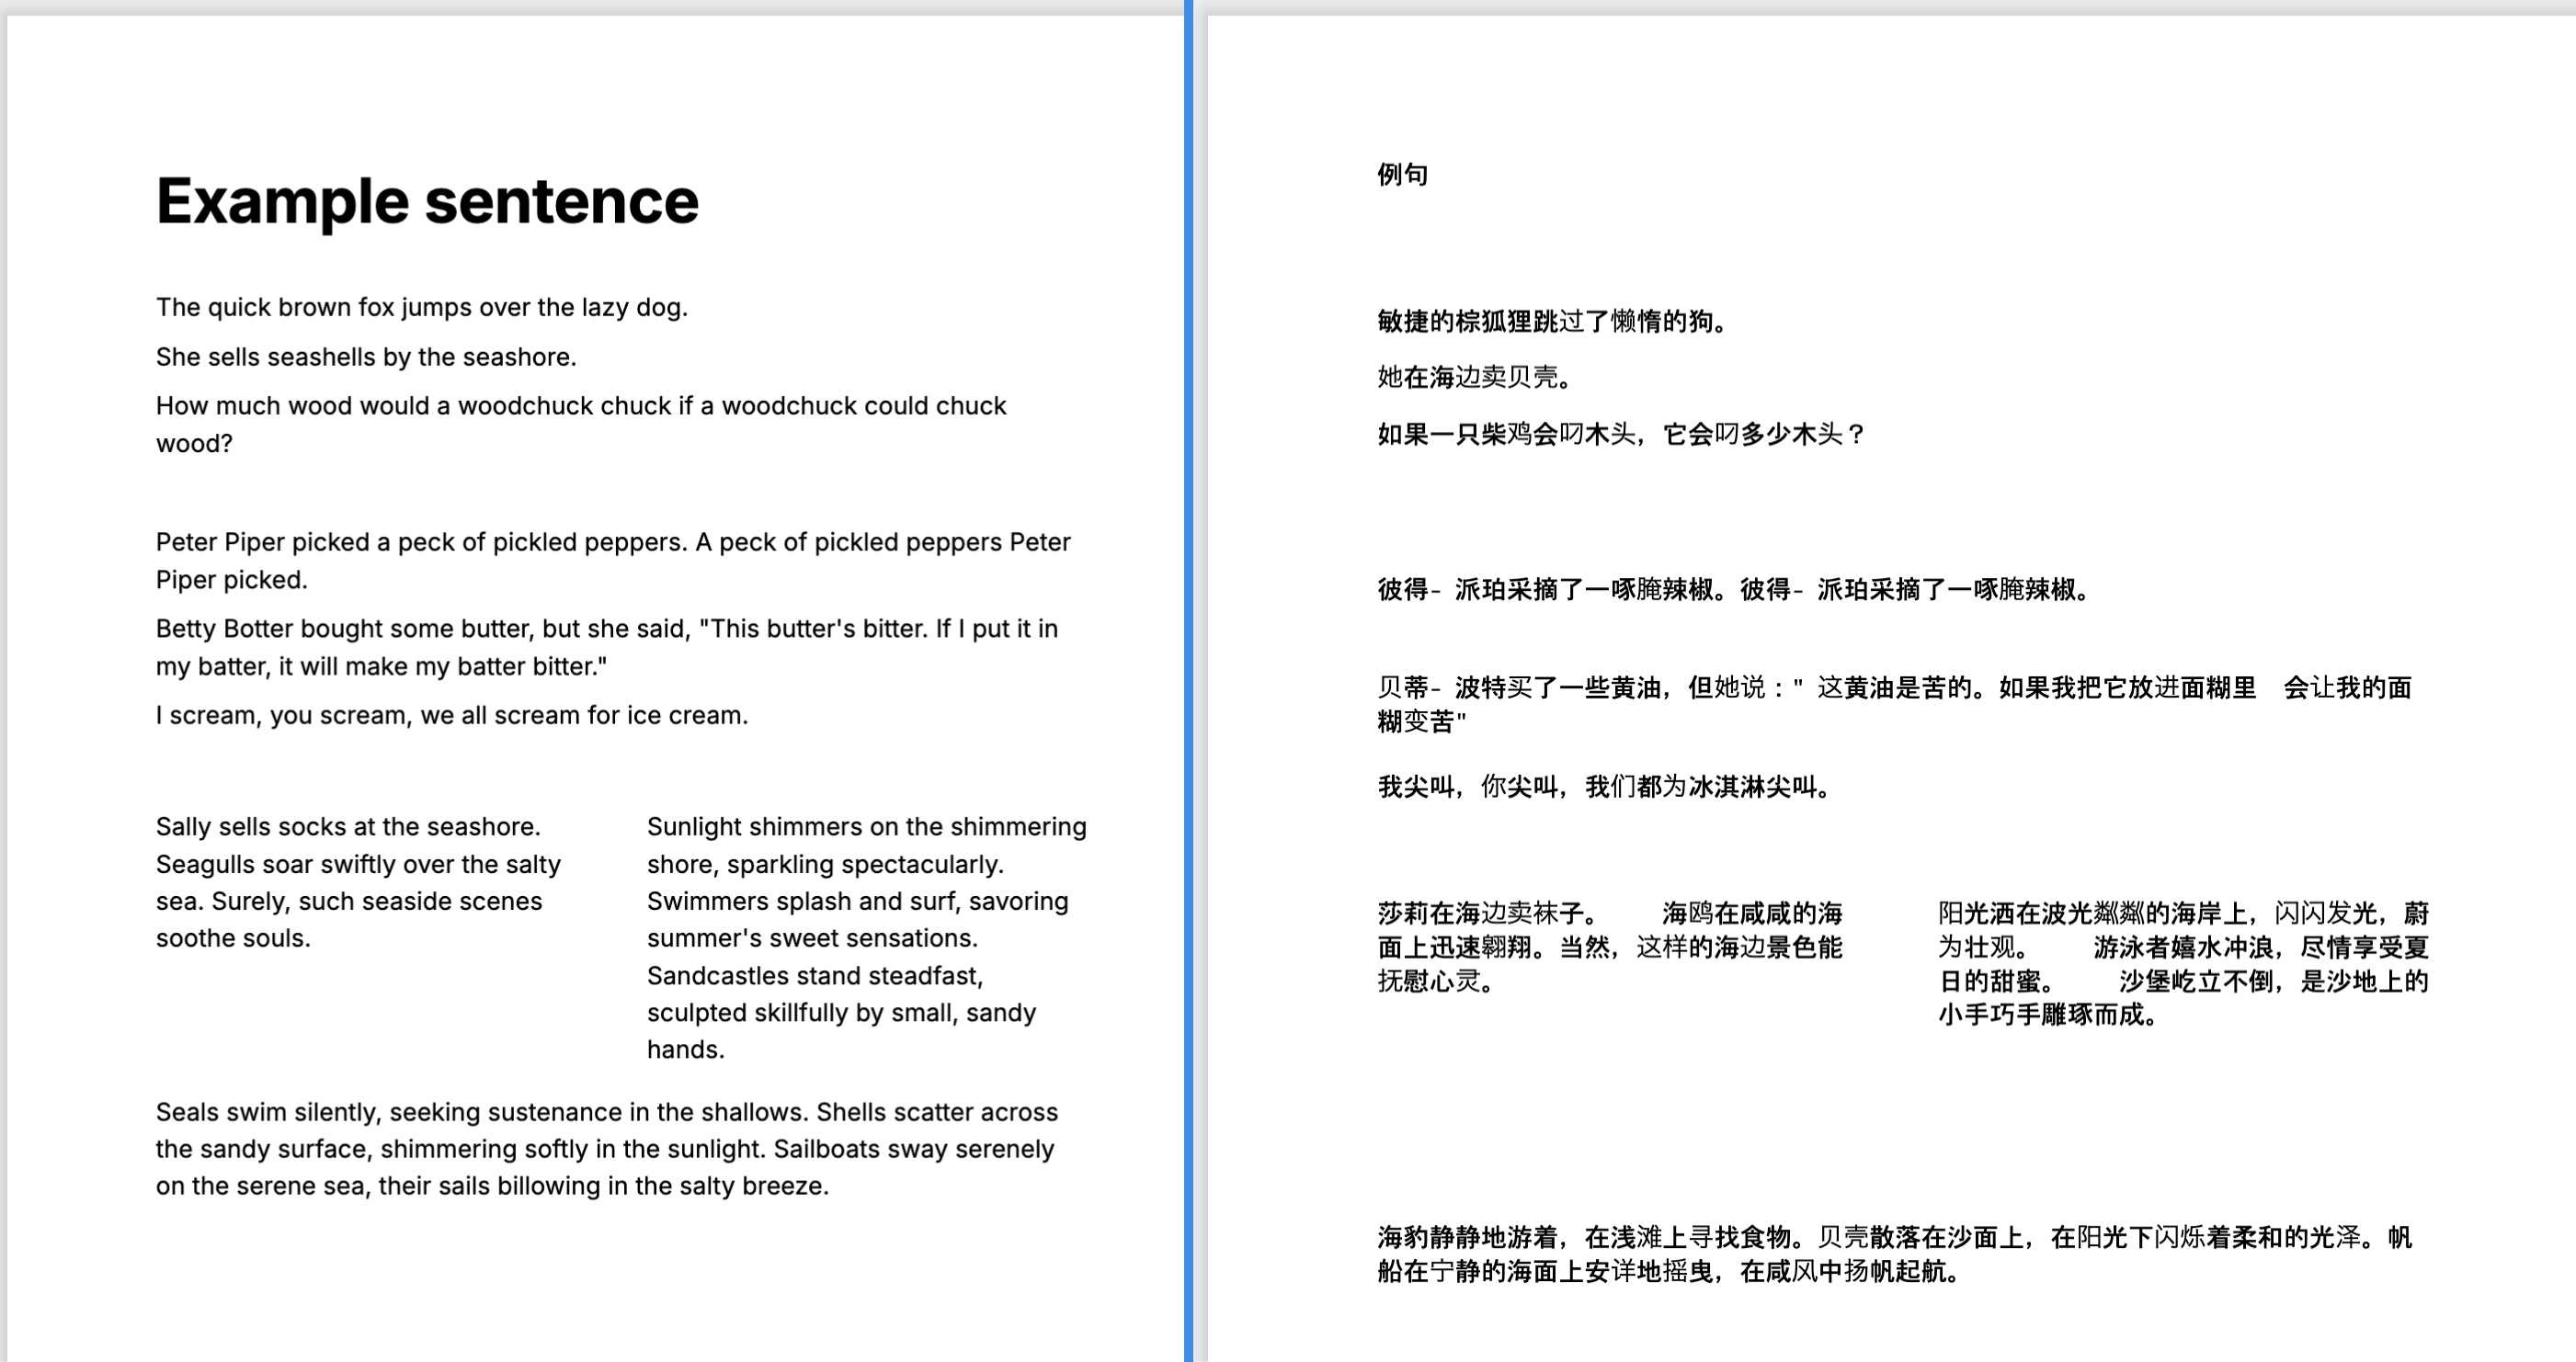 Example sentence
The quick brown fox jumps over the lazy dog.
She sells seashells by the seashore.
How much wood would a woodchuck chuck if a woodchuck could chuck
wood?
Peter Piper picked a peck of pickled peppers. A peck of pickled peppers Peter
Piper picked.
Betty Botter bought some butter, but she said, "This butter's bitter. If I put it in
my batter, it will make my batter bitter."
I scream, you scream, we all scream for ice cream.
Sally sells socks at the seashore.
Seagulls soar swiftly over the salty
sea. Surely, such seaside scenes
soothe souls.
Sunlight shimmers on the shimmering
shore, sparkling spectacularly.
Swimmers splash and surf, savoring
summer's sweet sensations.
Sandcastles stand steadfast,
sculpted skillfully by small, sandy
hands.
Seals swim silently, seeking sustenance in the shallows. Shells scatter across
the sandy surface, shimmering softly in the sunlight. Sailboats sway serenely
on the serene sea, their sails billowing in the salty breeze.
例句
敏捷的棕狐狸跳过了懒惰的狗。
她在海边卖贝壳。
如果一只柴鸡会叼木头，它会叼多少木头？
彼得- 派珀采摘了一啄腌辣椒。彼得- 派珀采摘了一啄腌辣椒。
贝蒂- 波特买了一些黄油，但她说：" 这黄油是苦的。如果我把它放进面糊里　会让我的面
糊变苦"
我尖叫，你尖叫，我们都为冰淇淋尖叫。
莎莉在海边卖袜子。　　海鸥在咸咸的海
面上迅速翱翔。当然，这样的海边景色能
抚慰心灵。
阳光洒在波光粼粼的海岸上，闪闪发光，蔚
为壮观。　　游泳者嬉水冲浪，尽情享受夏
日的甜蜜。　　沙堡屹立不倒，是沙地上的
小手巧手雕琢而成。
海豹静静地游着，在浅滩上寻找食物。贝壳散落在沙面上，在阳光下闪烁着柔和的光泽。帆
船在宁静的海面上安详地摇曳，在咸风中扬帆起航。